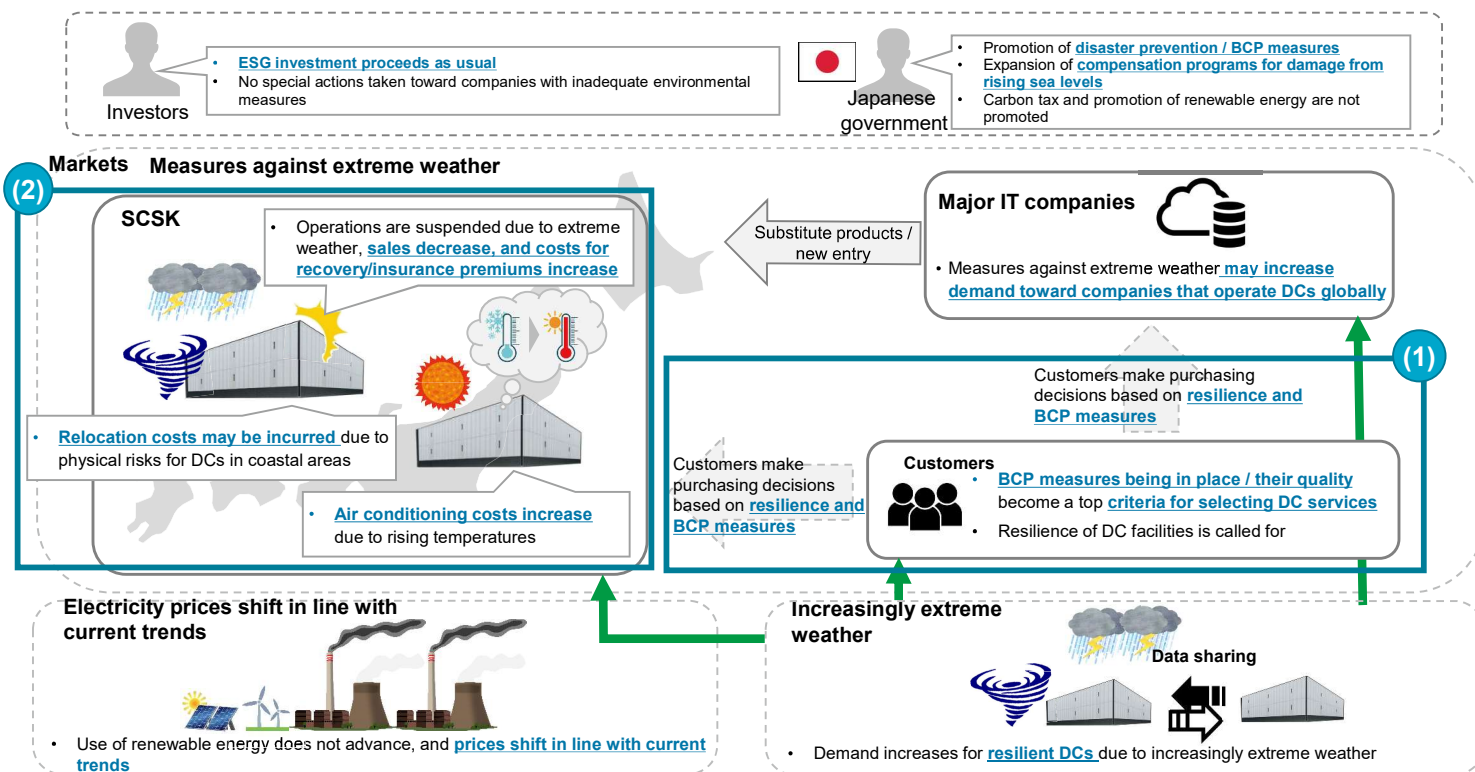 Investors
• ESG investment proceeds as usual
• No special actions taken toward companies with inadequate environmental
measures
Japanese
government
• Promotion of disaster prevention / BCP measures
• Expansion of compensation programs for damage from
rising sea levels
• Carbon tax and promotion of renewable energy are not
promoted
Markets
Measures against extreme weather
(2)
SCSK
• Operations are suspended due to extreme
weather, sales decrease, and costs for
recovery/insurance premiums increase
• Relocation costs may be incurred due to
physical risks for DCs in coastal areas
• Air conditioning costs increase
due to rising temperatures
Substitute products /
new entry
Major IT companies
• Measures against extreme weather may increase
demand toward companies that operate DCs globally
(1)
Customers make purchasing
decisions based on resilience and
BCP measures
Customers make
purchasing decisions
based on resilience and
BCP measures
Customers
• BCP measures being in place / their quality
become a top criteria for selecting DC services
• Resilience of DC facilities is called for
Electricity prices shift in line with
current trends
• Use of renewable energy does not advance, and prices shift in line with current
trends
Increasingly extreme
weather
Data sharing
• Demand increases for resilient DCs due to increasingly extreme weather